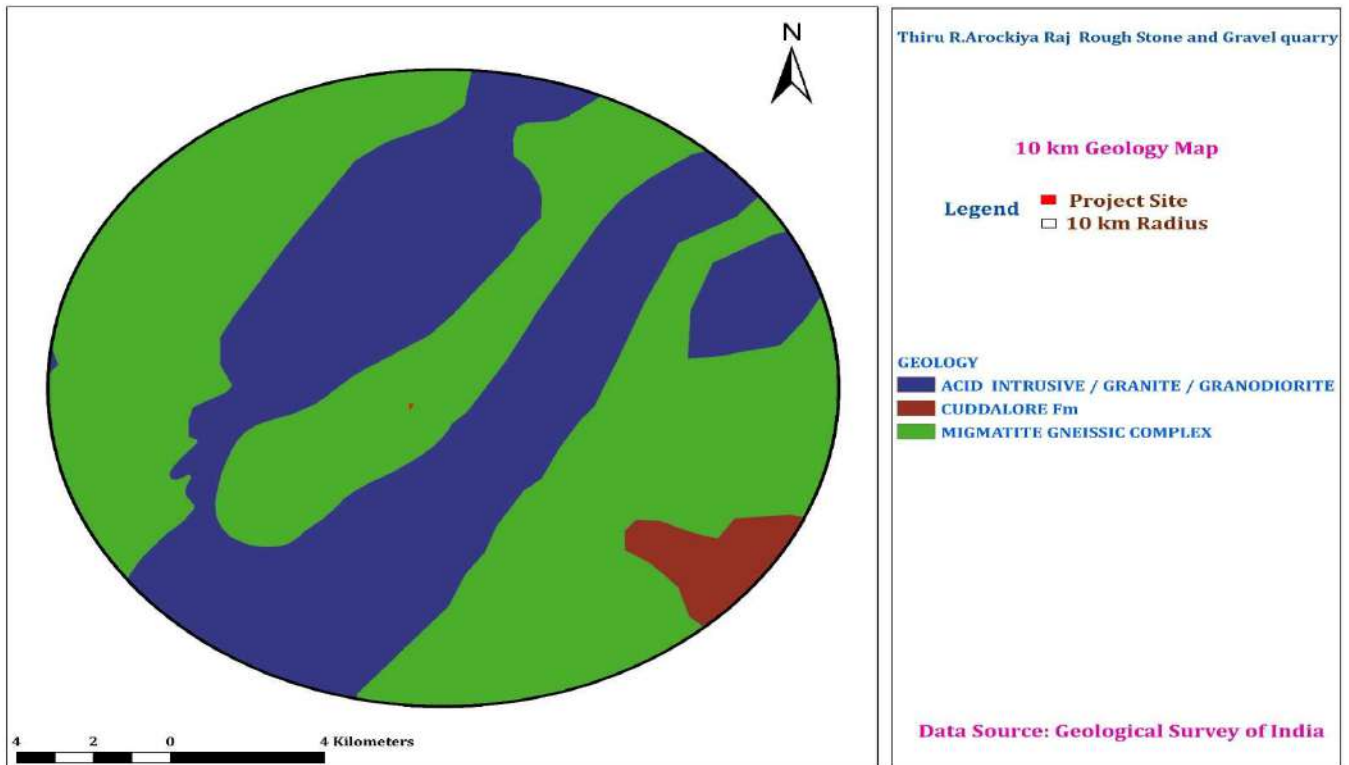 N
4 2 0 4 Kilometers
Thiru R.Arockiya Raj Rough Stone and Gravel quarry
10 km Geology Map
Legend
Project Site
10 km Radius
GEOLOGY
ACID INTRUSIVE / GRANITE / GRANODIORITE
CUDDALORE Fm
MIGMATITE GNEISSIC COMPLEX
Data Source: Geological Survey of India